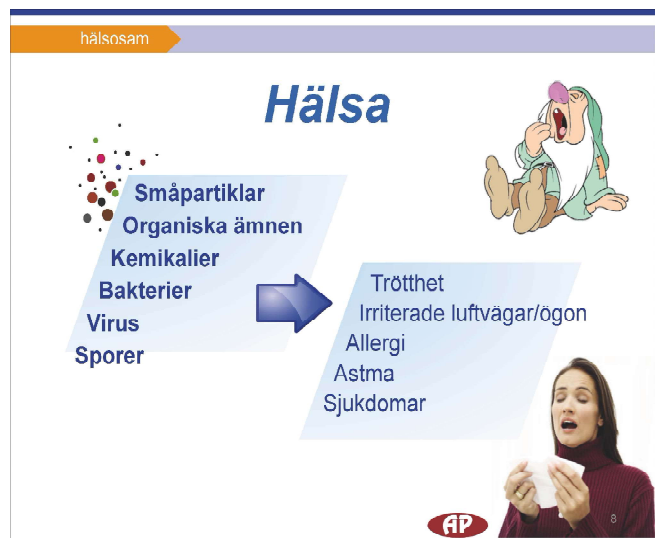 hälsosam
Hälsa
Småpartiklar
Organiska ämnen
Kemikalier
Bakterier
Virus
Sporer
Trötthet
Irriterade luftvägar/ögon
Allergi
Astma
Sjukdomar
AP
8